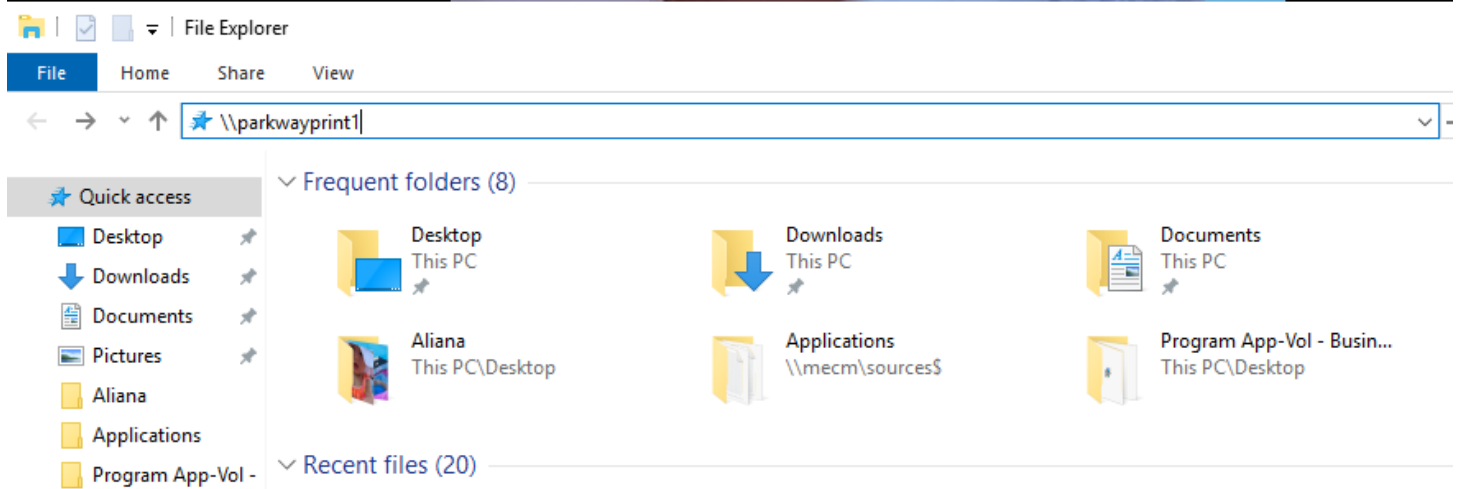 File Explorer
File Home Share View
\\parkwayprint1
Quick access
Desktop
Downloads
Documents
Pictures
Aliana
Applications
Program App-Vol -
Frequent folders (8)
Desktop
This PC
Downloads
This PC
Documents
This PC
Aliana
This PC\Desktop
Applications
\\mecm\sources$
Program App-Vol - Busin...
This PC\Desktop
Recent files (20)